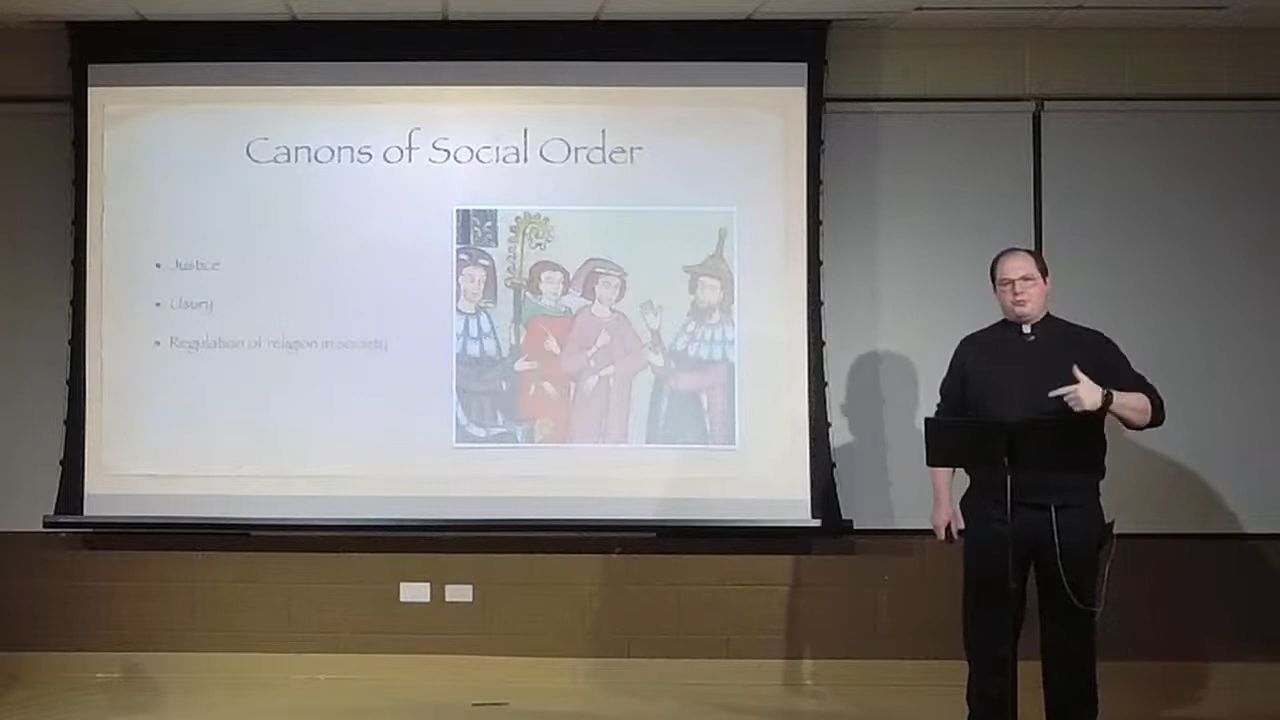 Canons of Social Order
• Justice
• Usury
• Regulation of religion in society